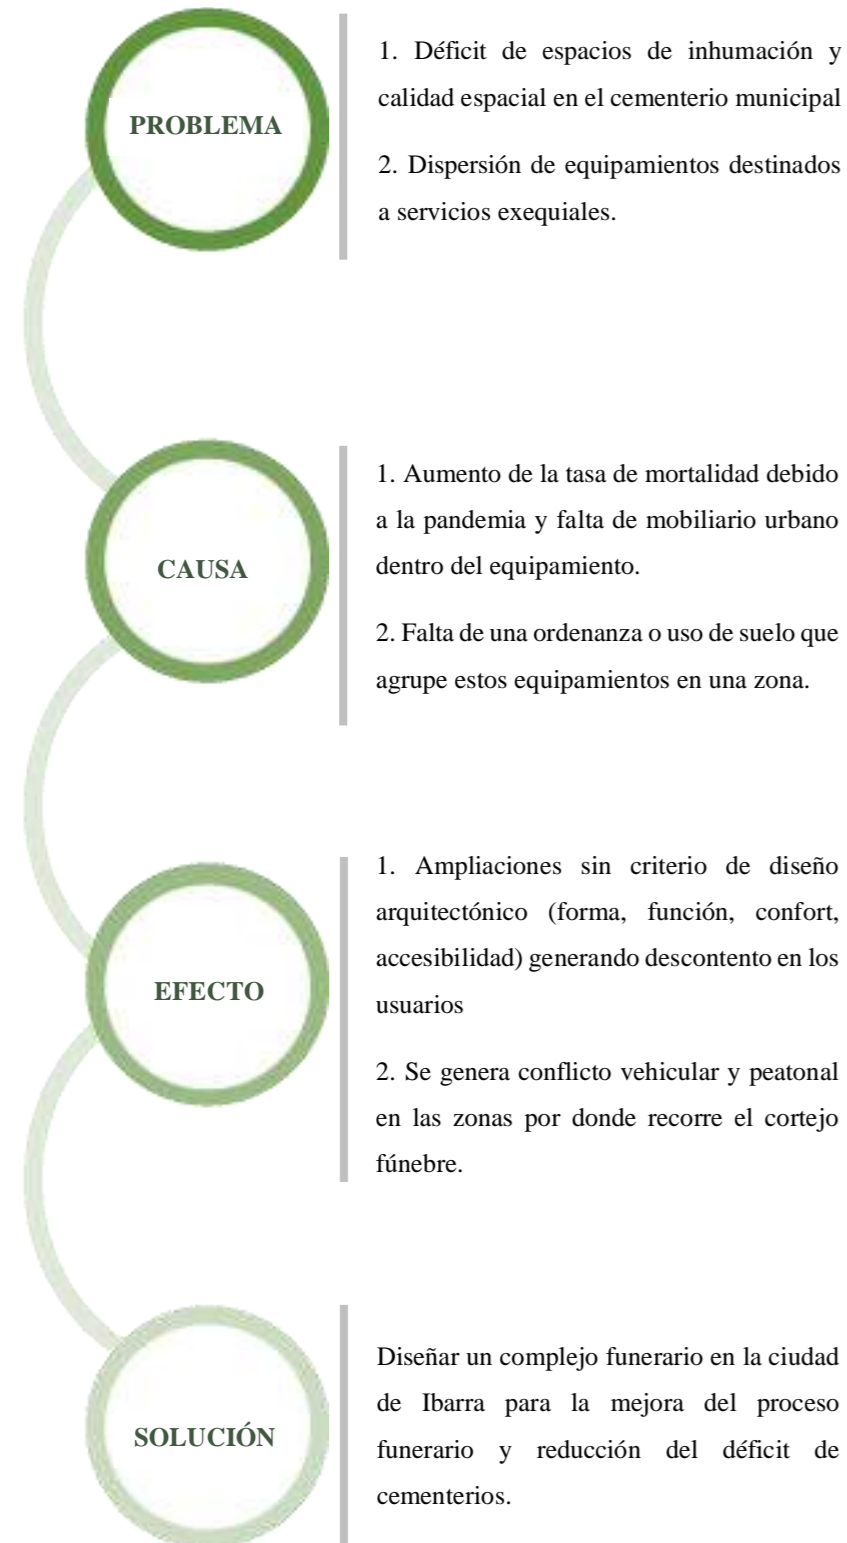 PROBLEMA
1. Déficit de espacios de inhumación y
calidad espacial en el cementerio municipal
2. Dispersión de equipamientos destinados
a servicios exequiales.
CAUSA
1. Aumento de la tasa de mortalidad debido
a la pandemia y falta de mobiliario urbano
dentro del equipamiento.
2. Falta de una ordenanza o uso de suelo que
agrupe estos equipamientos en una zona.
EFECTO
1. Ampliaciones sin criterio de diseño
arquitectónico (forma, función, confort,
accesibilidad) generando descontento en los
usuarios
2. Se genera conflicto vehicular y peatonal
en las zonas por donde recorre el cortejo
fúnebre.
SOLUCIÓN
Diseñar un complejo funerario en la ciudad
de Ibarra para la mejora del proceso
funerario y reducción del déficit de
cementerios.